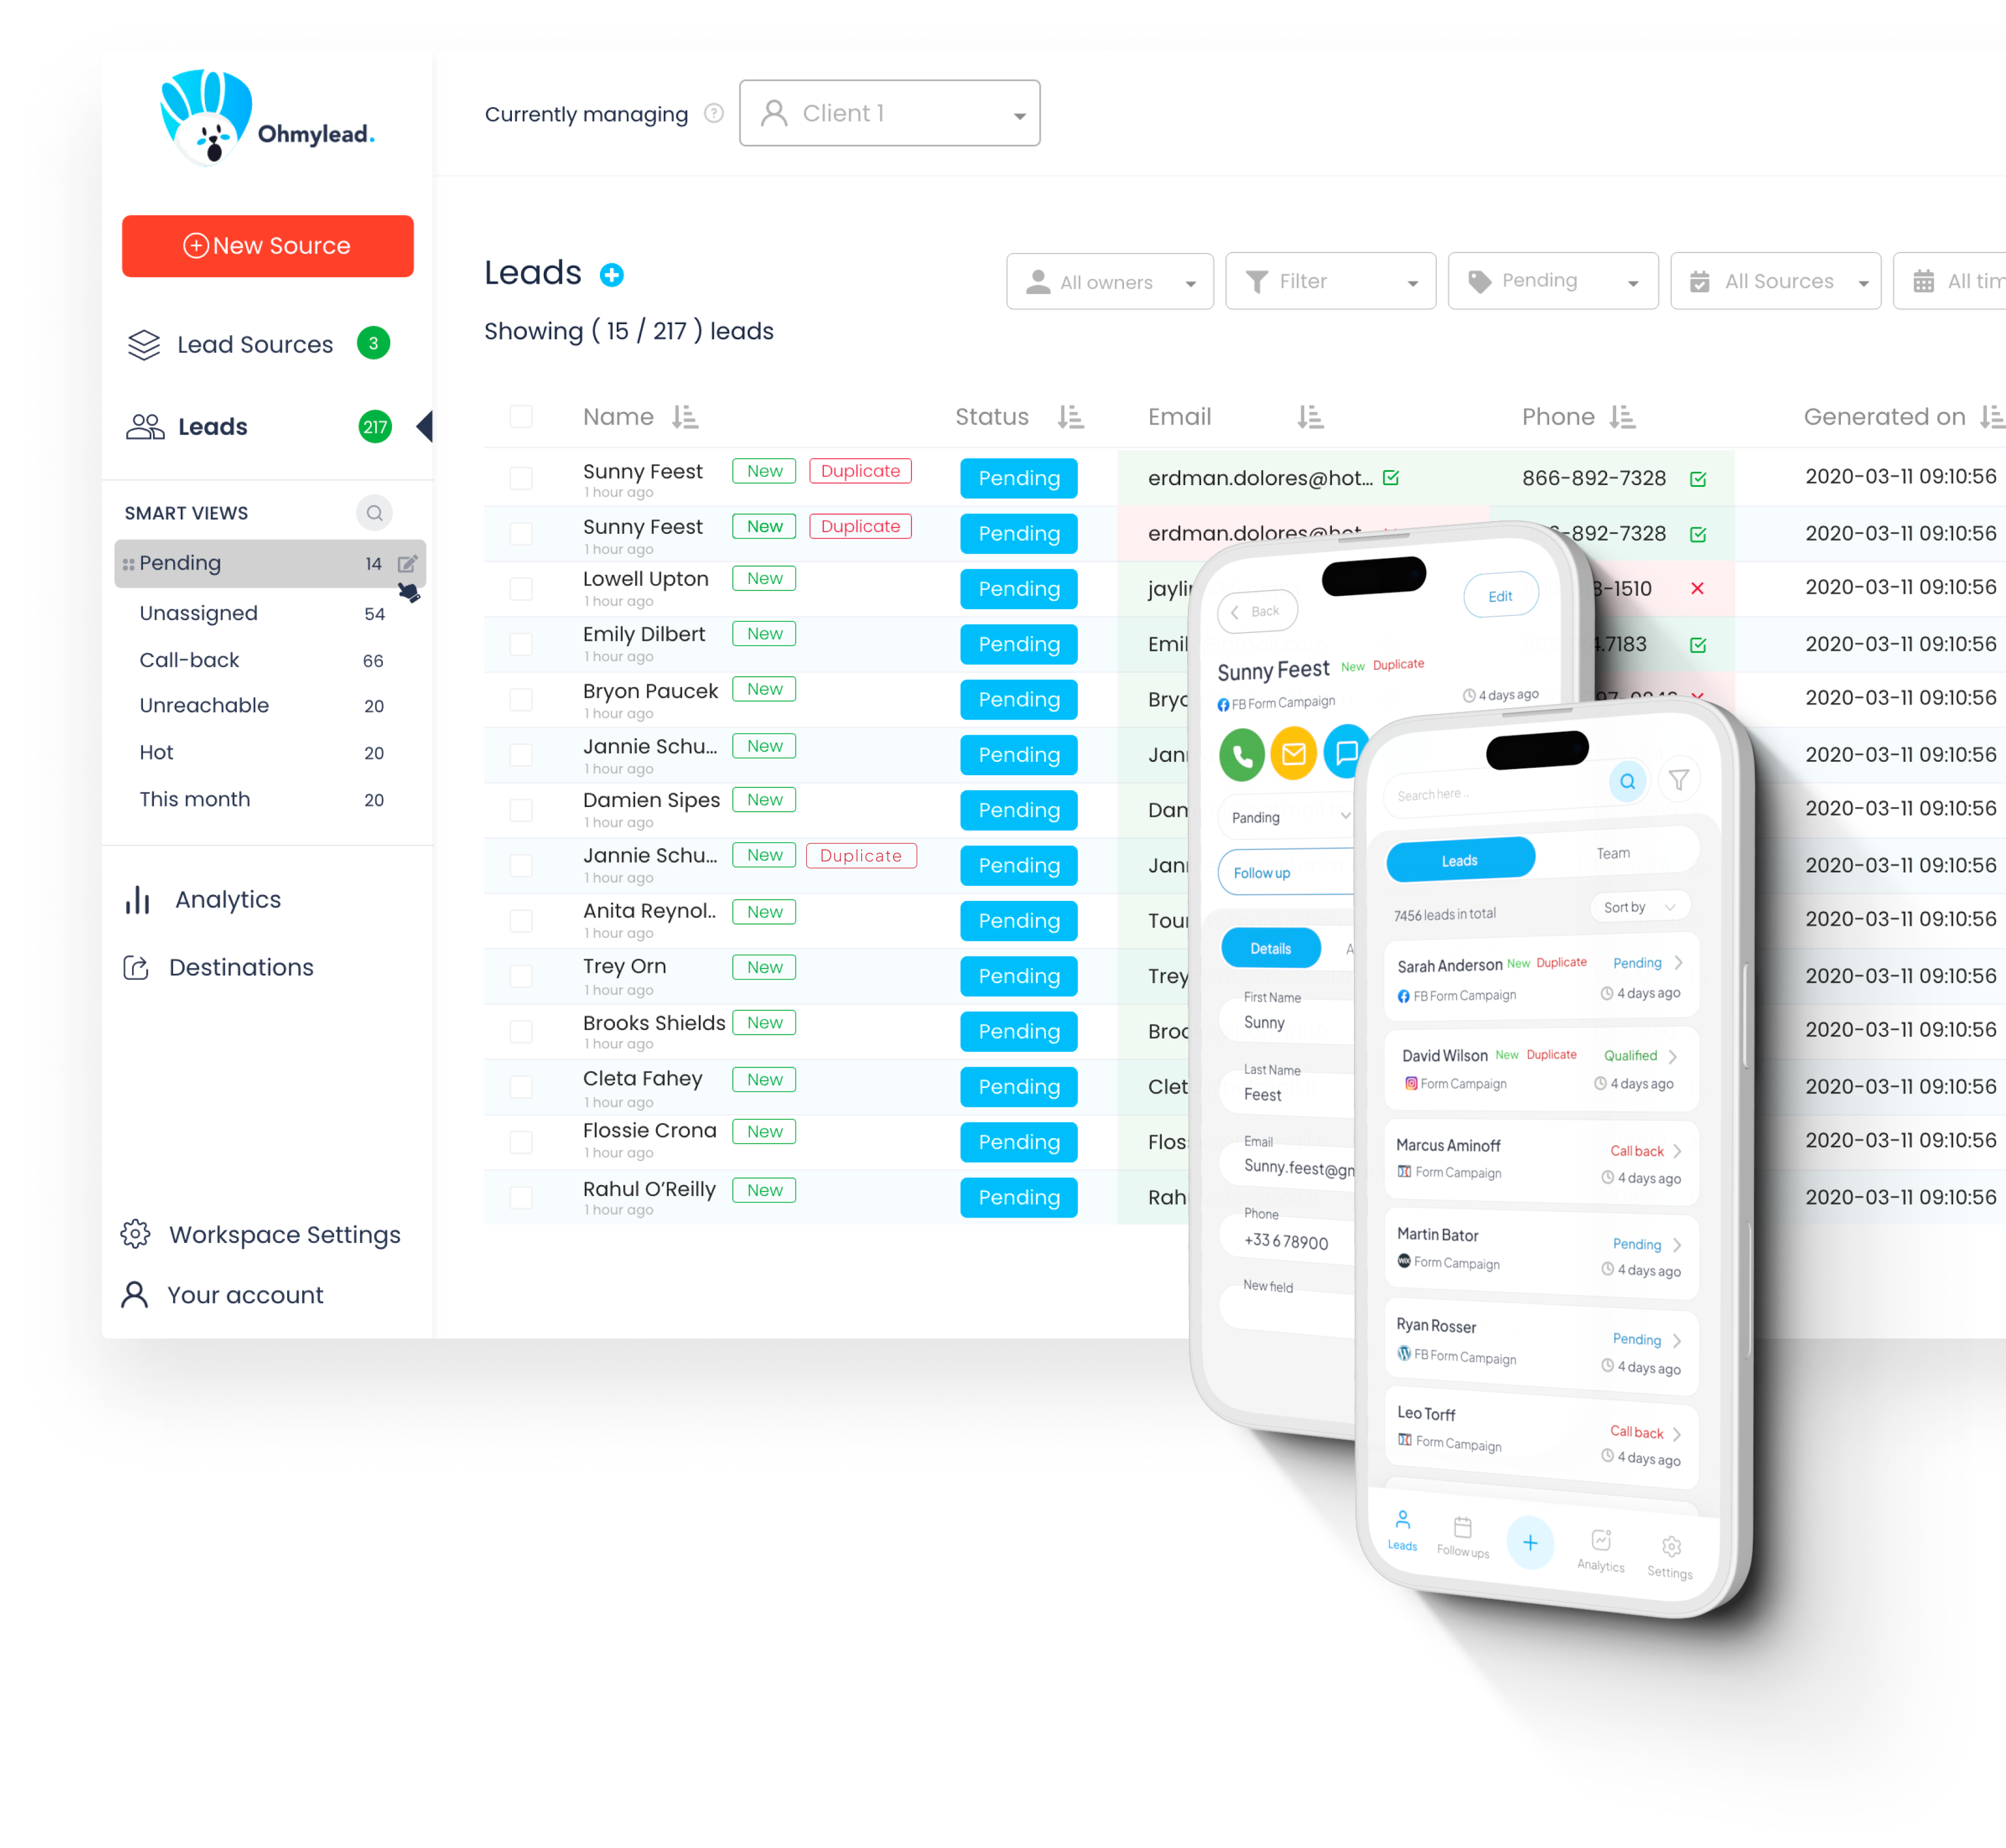 Ohmylead.
Currently managing
Client 1
New Source
Lead Sources 3
Leads 217
SMART VIEWS
Pending 14
Unassigned 54
Call-back 66
Unreachable 20
Hot 20
This month 20
Analytics
Destinations
Workspace Settings
Your account
Leads
All owners Filter Pending All Sources All tim
Showing ( 15 / 217 ) leads
Name Status Email Phone Generated on
Sunny Feest New Duplicate Pending erdman.dolores@hot... 866-892-7328 2020-03-11 09:10:56
1 hour ago
Sunny Feest New Duplicate Pending erdman.dolores@hot 6-892-7328 2020-03-11 09:10:56
1 hour ago
Lowell Upton New Pending jayli 3-1510 2020-03-11 09:10:56
1 hour ago
Emily Dilbert New Pending Emil .7183 2020-03-11 09:10:56
1 hour ago
Bryon Paucek New Pending Bryo 2020-03-11 09:10:56
1 hour ago
Jannie Schu... New Pending Jan 2020-03-11 09:10:56
1 hour ago
Damien Sipes New Pending Dam 2020-03-11 09:10:56
1 hour ago
Jannie Schu... New Duplicate Pending Jan 2020-03-11 09:10:56
1 hour ago
Anita Reynol.. New Pending Tour 2020-03-11 09:10:56
1 hour ago
Trey Orn New Pending Trey 2020-03-11 09:10:56
1 hour ago
Brooks Shields New Pending Broo 2020-03-11 09:10:56
1 hour ago
Cleta Fahey New Pending Clet 2020-03-11 09:10:56
1 hour ago
Flossie Crona New Pending Flos 2020-03-11 09:10:56
1 hour ago
Rahul O'Reilly New Pending Rah 2020-03-11 09:10:56
1 hour ago
Back
Edit
Sunny Feest New Duplicate
FB Form Campaign 4 days ago
Panding
Follow up
Details A
First Name
Sunny
Last Name
Feest
Email
Sunny.feest@gm
Phone
+33 6 78900
New field
Search here ..
Leads Team
7456 leads in total Sort by
Sarah Anderson New Duplicate Pending
FB Form Campaign 4 days ago
David Wilson New Duplicate Qualified
Form Campaign 4 days ago
Marcus Aminoff Call back
Form Campaign 4 days ago
Martin Bator Pending
WIX Form Campaign 4 days ago
Ryan Rosser Pending
FB Form Campaign 4 days ago
Leo Torff Call back
Form Campaign 4 days ago
Leads Follow ups Analytics Settings